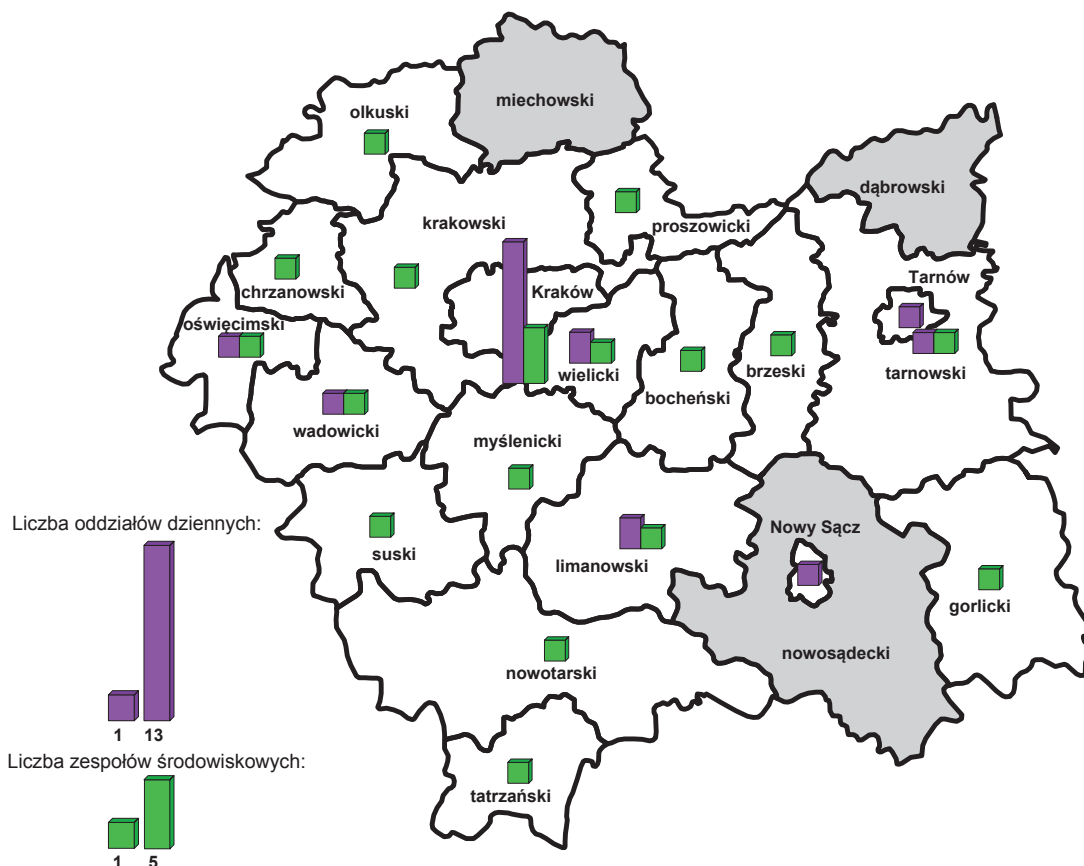 miechowski
olkuski
dąbrowski
krakowski
proszowicki
Tarnów
chrzanowski
Kraków
oświęcimski
wielicki
brzeski
tarnowski
bocheński
wadowicki
myślenicki
Liczba oddziałów dziennych:
Nowy Sącz
suski
limanowski
gorlicki
nowosądecki
nowotarski
1 13
Liczba zespołów środowiskowych:
tatrzański
1 5